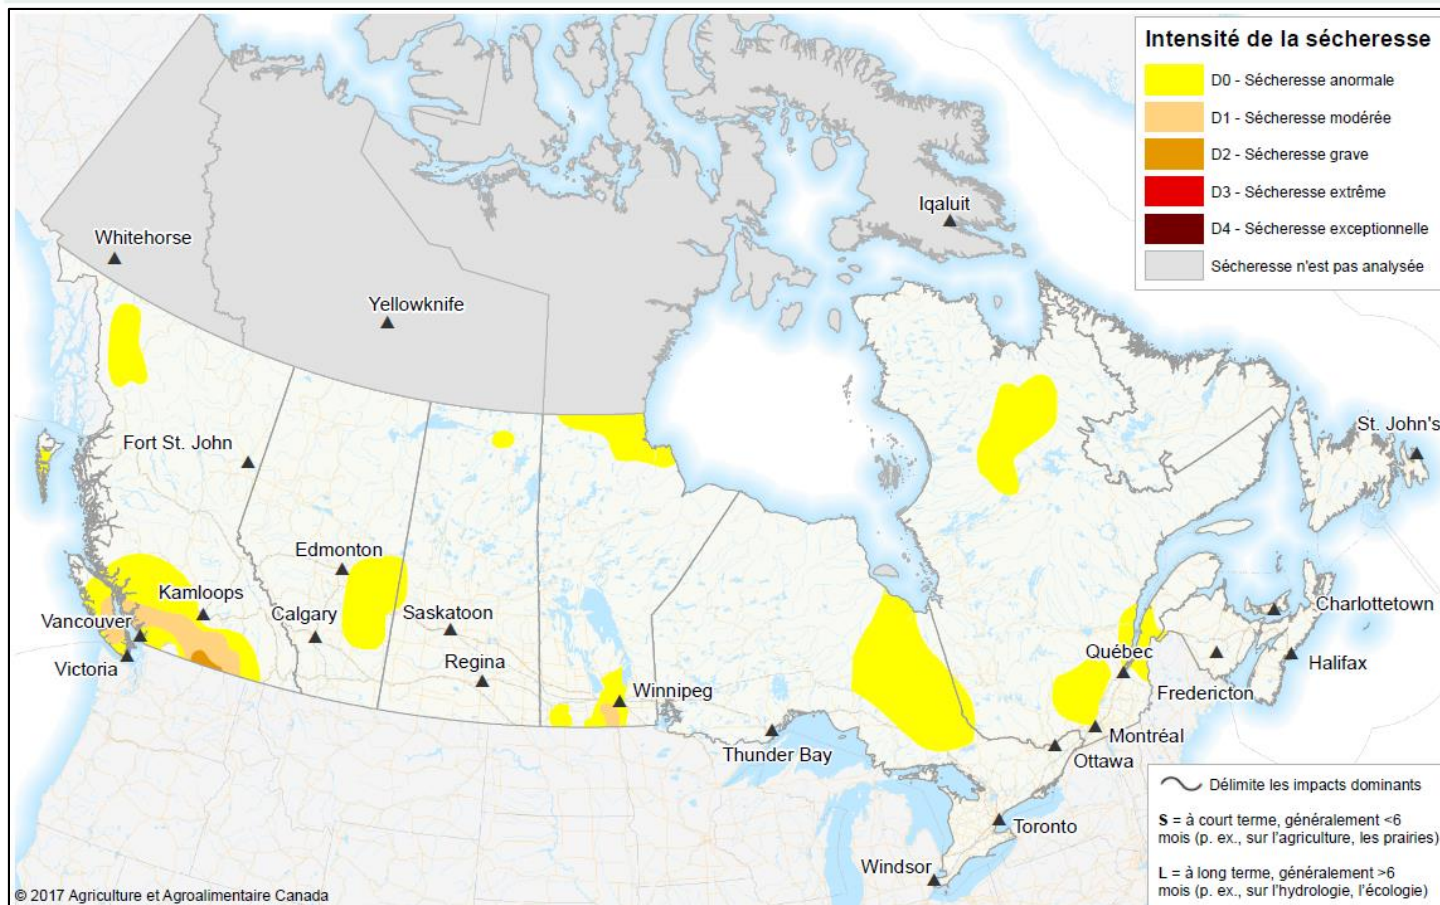 Intensité de la sécheresse
D0 - Sécheresse anormale
D1 - Sécheresse modérée
D2 - Sécheresse grave
D3 - Sécheresse extrême
D4 - Sécheresse exceptionnelle
Sécheresse n'est pas analysée
Iqaluit
Whitehorse
Yellowknife
Fort St. John
St. John's
Edmonton
Kamloops
Calgary
Saskatoon
Vancouver
Charlottetown
Victoria
Regina
Québec
Halifax
Winnipeg
Fredericton
Thunder Bay
Montréal
Ottawa
Toronto
Windsor
Délimite les impacts dominants
S = à court terme, généralement <6
mois (p. ex., sur l'agriculture, les prairies)
L = à long terme, généralement >6
mois (p. ex., sur l'hydrologie, l'écologie)
© 2017 Agriculture et Agroalimentaire Canada